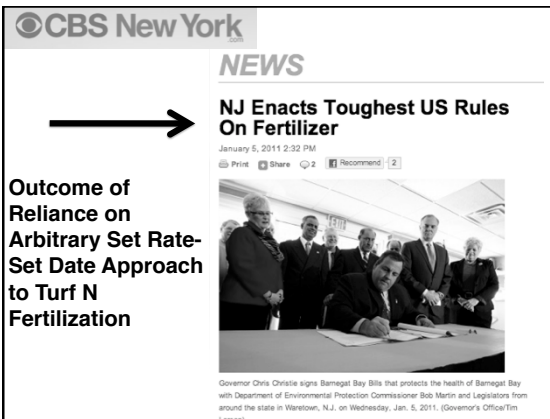 CBS New York
NEWS
NJ Enacts Toughest US Rules
On Fertilizer
January 5, 2011 2:32 PM
Print Share 2 Recommend 2
Outcome of
Reliance on
Arbitrary Set Rate-
Set Date Approach
to Turf N
Fertilization
Governor Chris Christie signs Barnegat Bay Bills that protects the health of Barnegat Bay
with Department of Environmental Protection Commissioner Bob Martin and Legislators from
around the state in Waretown, N.J. on Wednesday, Jan. 5, 2011. (Governor's Office/Tim